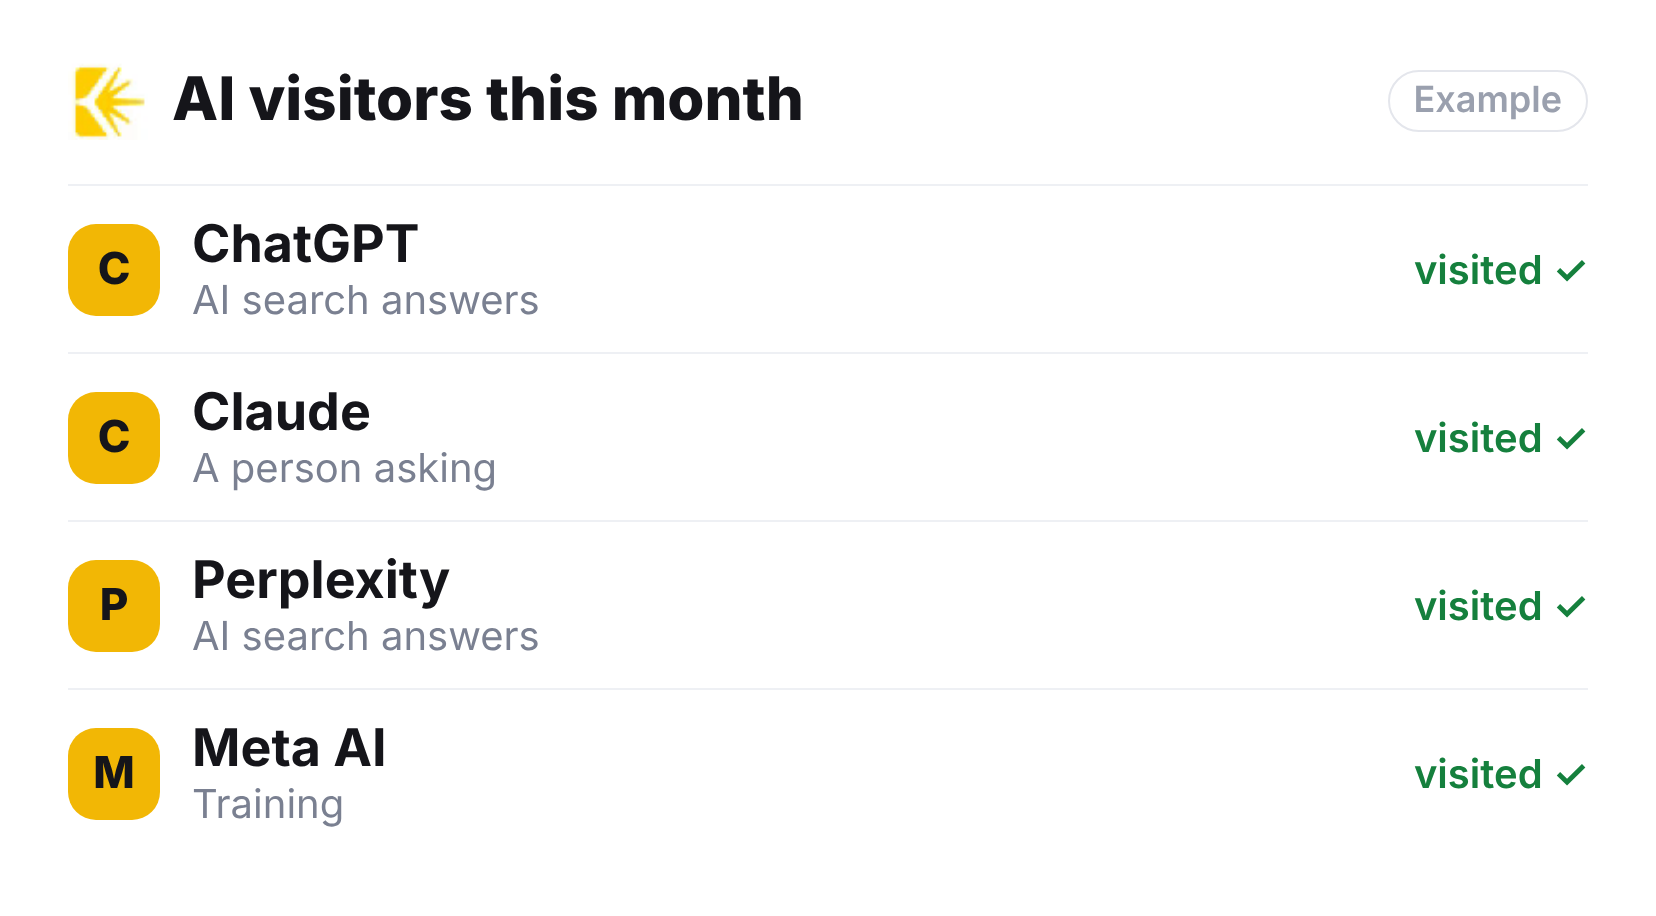 AI visitors this month
Example
C
ChatGPT
AI search answers
visited ✓
C
Claude
A person asking
visited ✓
P
Perplexity
AI search answers
visited ✓
M
Meta AI
Training
visited ✓